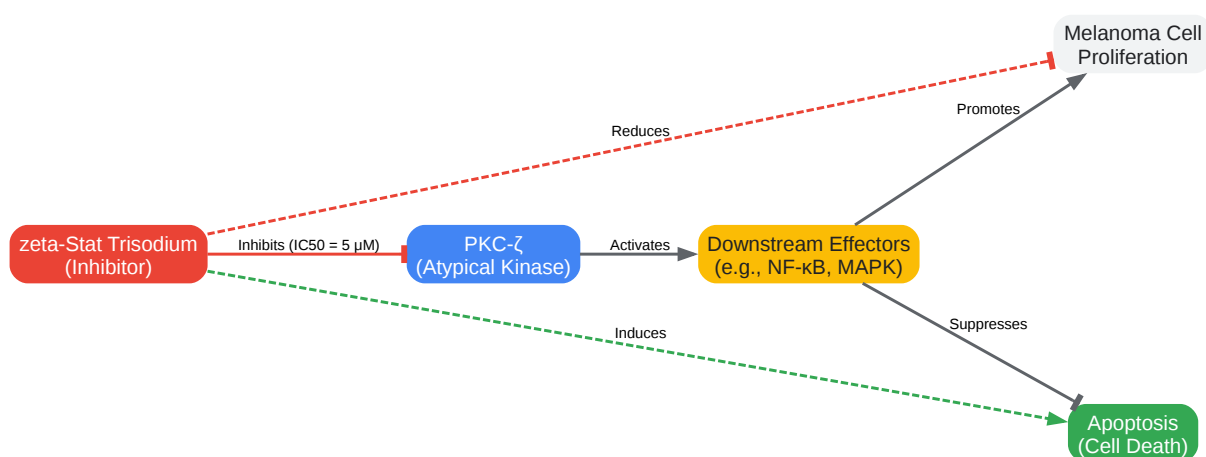 Melanoma Cell
Proliferation
Promotes
Reduces
zeta-Stat Trisodium
(Inhibitor)
Inhibits (IC50 = 5 μM)
PKC-ζ
(Atypical Kinase)
Activates
Downstream Effectors
(e.g., NF-κB, MAPK)
Suppresses
Induces
Apoptosis
(Cell Death)